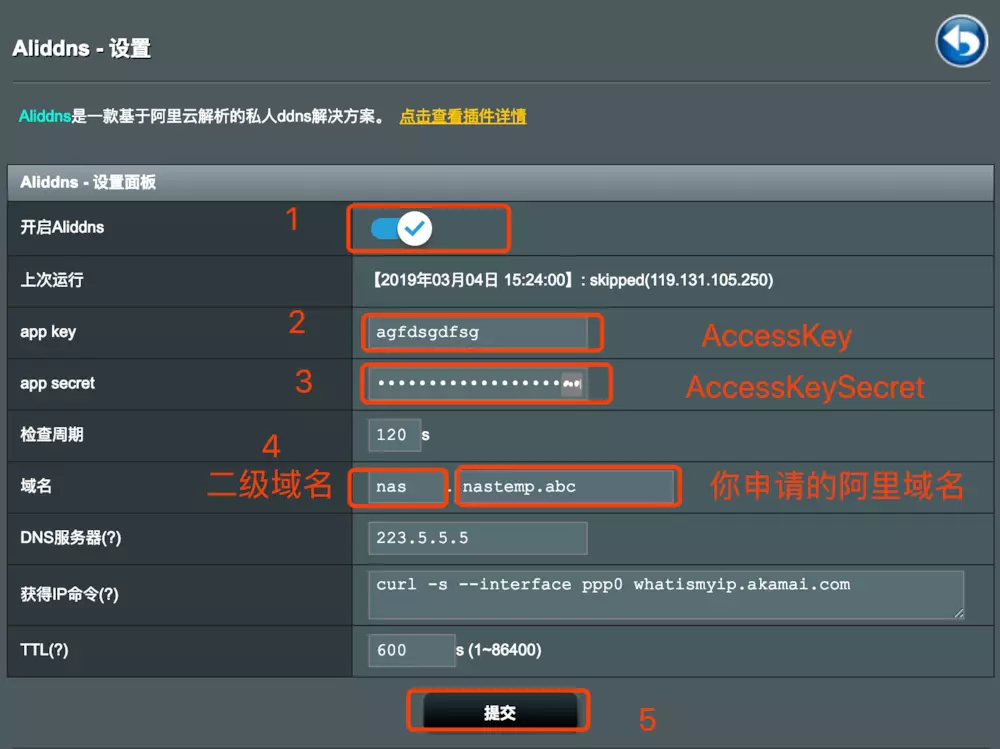 Aliddns - 设置
Aliddns是一款基于阿里云解析的私人ddns解决方案。 点击查看插件详情
Aliddns - 设置面板
开启Aliddns 1
上次运行 【2019年03月04日 15:24:00】: skipped(119.131.105.250)
app key 2 agfdsgdfsg AccessKey
app secret 3 •••••••••••••••••• AccessKeySecret
检查周期 120 s
4
域名 二级域名 nas . nastemp.abc 你申请的阿里域名
DNS服务器(?) 223.5.5.5
获得IP命令(?) curl -s --interface ppp0 whatismyip.akamai.com
TTL(?) 600 s (1~86400)
提交 5